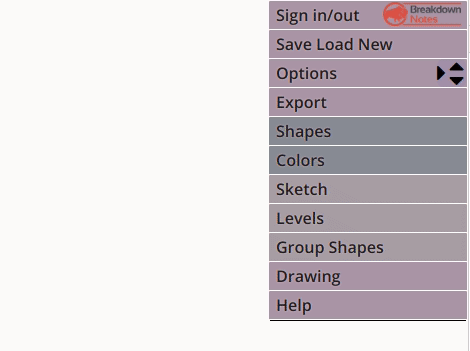 Sign in/out
Breakdown
Notes
Save Load New
Options
Export
Shapes
Colors
Sketch
Levels
Group Shapes
Drawing
Help